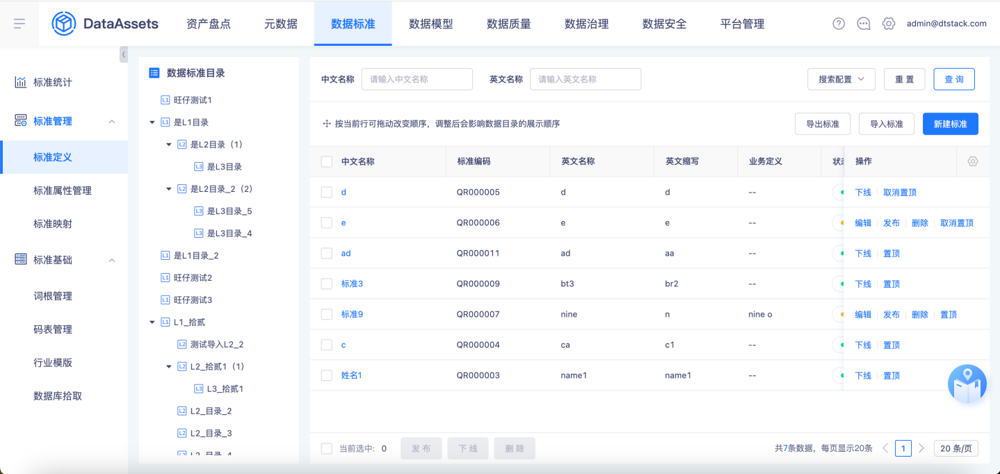 DataAssets 资产盘点 元数据 数据标准 数据模型 数据质量 数据治理 数据安全 平台管理 admin@dtstack.com
标准统计
标准管理
标准定义
标准属性管理
标准映射
标准基础
词根管理
码表管理
行业模版
数据库拾取
数据标准目录
L1 旺仔测试1
L1 是L1目录
L2 是L2目录（1）
L3 是L3目录
L2 是L2目录_2（2）
L3 是L3目录_5
L3 是L3目录_4
L1 是L1目录_2
L1 旺仔测试2
L1 旺仔测试3
L1 L1_拾贰
L2 测试导入L2_2
L2 L2_拾贰1（1）
L3 L3_拾贰1
L2 L2_目录_2
L2 L2_目录_3
L2 L2_目录_4
中文名称 请输入中文名称 英文名称 请输入英文名称 搜索配置 重 置 查 询
按当前行可拖动改变顺序，调整后会影响数据目录的展示顺序 导出标准 导入标准 新建标准
中文名称 标准编码 英文名称 英文缩写 业务定义 操作
d QR000005 d d -- 下线 取消置顶
e QR000006 e e -- 编辑 发布 删除 取消置顶
ad QR000011 ad aa -- 下线 置顶
标准3 QR000009 bt3 br2 -- 下线 置顶
标准9 QR000007 nine n nine o 编辑 发布 删除 置顶
c QR000004 ca c1 -- 下线 置顶
姓名1 QR000003 name1 name1 -- 下线 置顶
当前选中: 0 发 布 下 线 删 除 共7条数据，每页显示20条 1 20 条/页